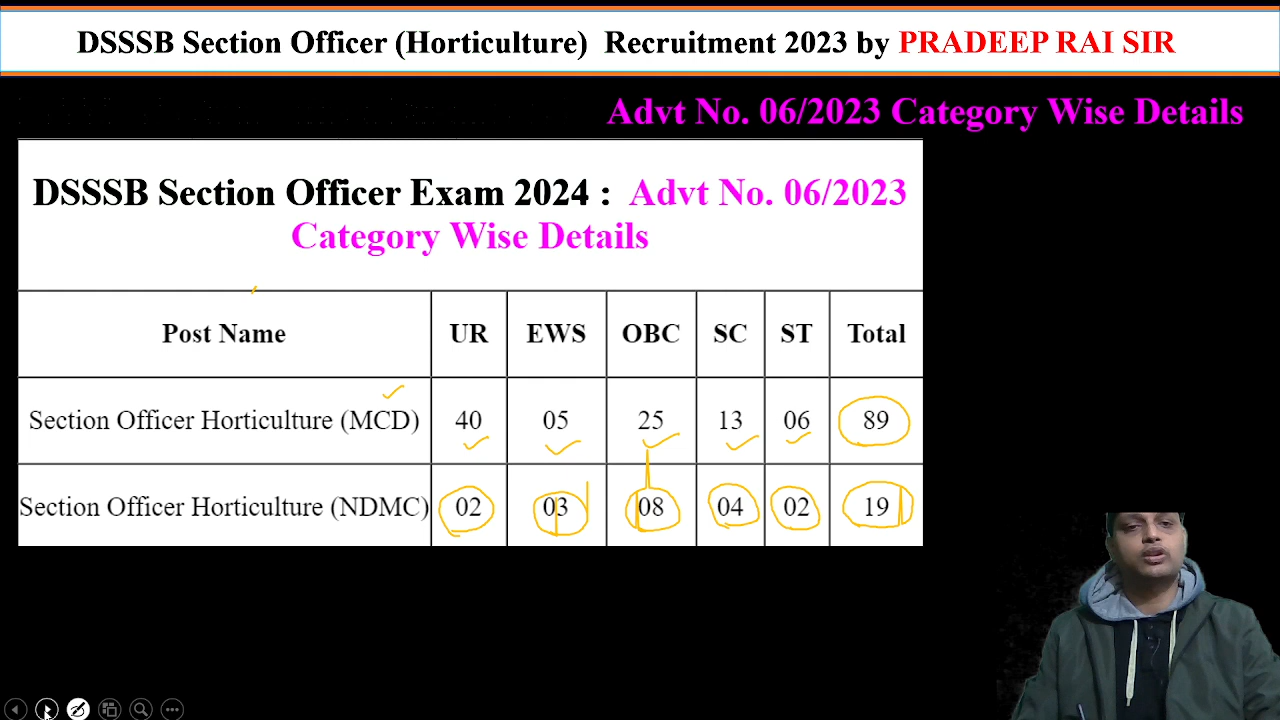 DSSSB Section Officer (Horticulture) Recruitment 2023 by PRADEEP RAI SIR
Advt No. 06/2023 Category Wise Details
DSSSB Section Officer Exam 2024 : Advt No. 06/2023
Category Wise Details
Post Name UR EWS OBC SC ST Total
Section Officer Horticulture (MCD) 40 05 25 13 06 89
Section Officer Horticulture (NDMC) 02 03 08 04 02 19